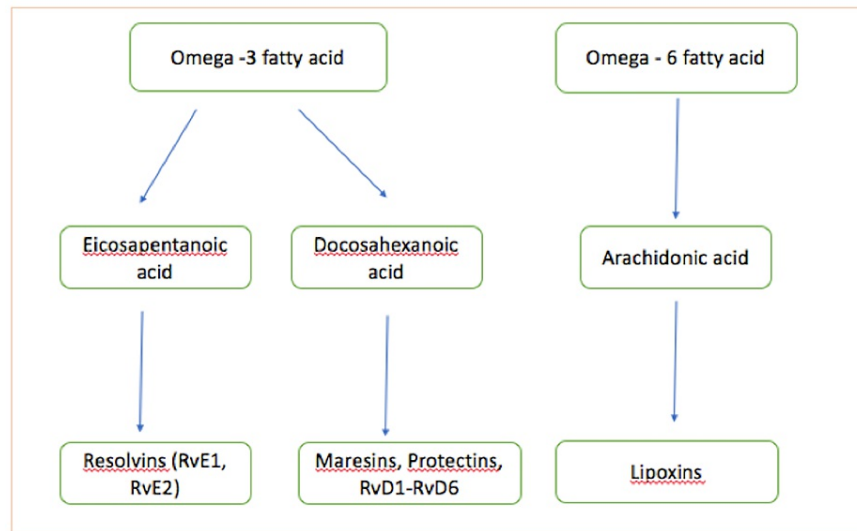 Omega -3 fatty acid
Omega - 6 fatty acid
Eicosapentanoic
acid
Docosahexanoic
acid
Arachidonic acid
Resolvins (RvE1,
RvE2)
Maresins, Protectins,
RvD1-RvD6
Lipoxins